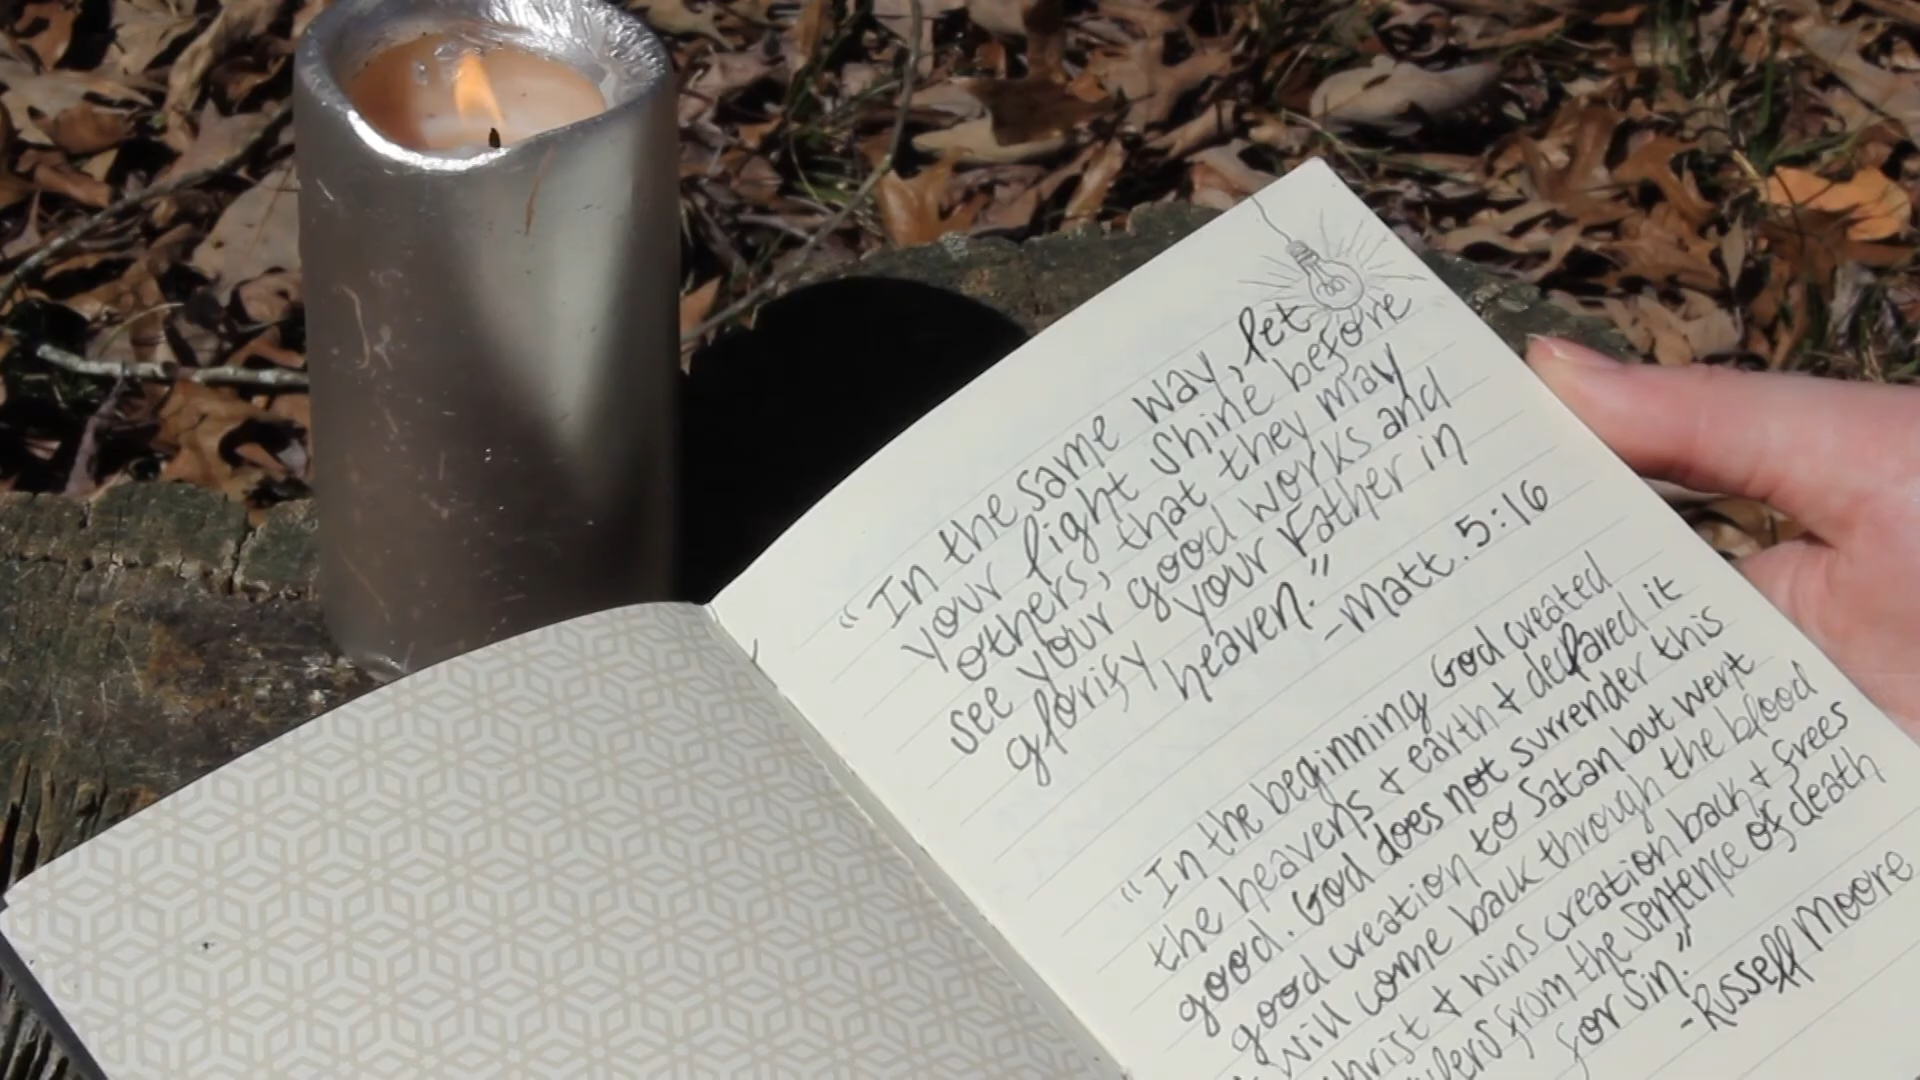 "In the same way, let
your light shine before
others, that they may
see your good works and
glorify your Father in
heaven."
-Matt. 5:16
"In the beginning God created
the heavens & earth & declared it
good. God does not surrender this
good creation to Satan but went
will come back through the blood
christ & wins creation back & frees
from the sentence of death
for sin."
-Russell Moore